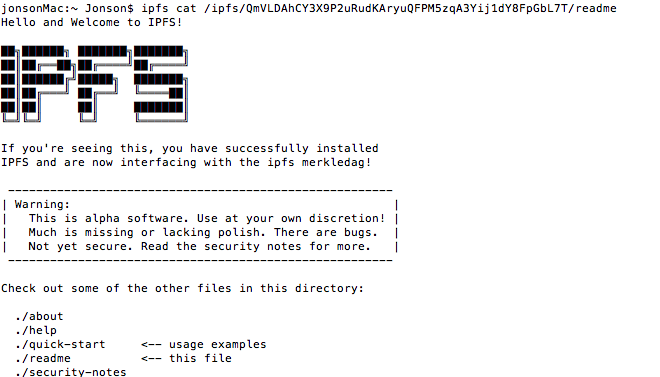 jonsonMac:~ Jonson$ ipfs cat /ipfs/QmVLDAhCY3X9P2uRudKAryuQFPM5zqA3Yij1dY8FpGbL7T/readme
Hello and Welcome to IPFS!
IPFS
If you're seeing this, you have successfully installed
IPFS and are now interfacing with the ipfs merkledag!
Warning:
This is alpha software. Use at your own discretion!
Much is missing or lacking polish. There are bugs.
Not yet secure. Read the security notes for more.
Check out some of the other files in this directory:
./about
./help
./quick-start     <-- usage examples
./readme          <-- this file
./security-notes